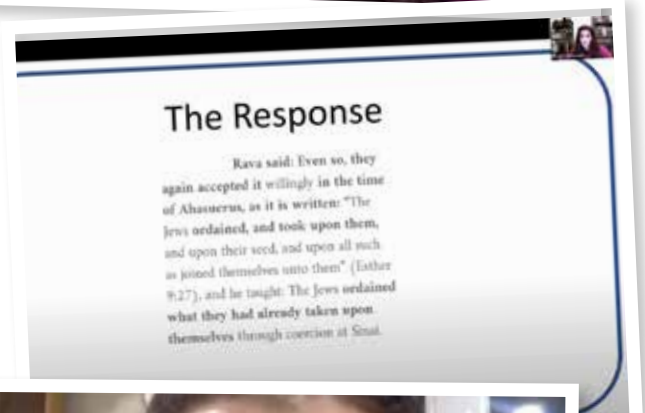 The Response
Rava said: Even so, they
again accepted it willingly in the time
of Ahasuerus, as it is written: "The
Jews ordained, and took upon them,
and upon their seed, and upon all such
as joined themselves unto them" (Esther
9:27), and he taught: The Jews ordained
what they had already taken upon
themselves through coercion at Sinai.